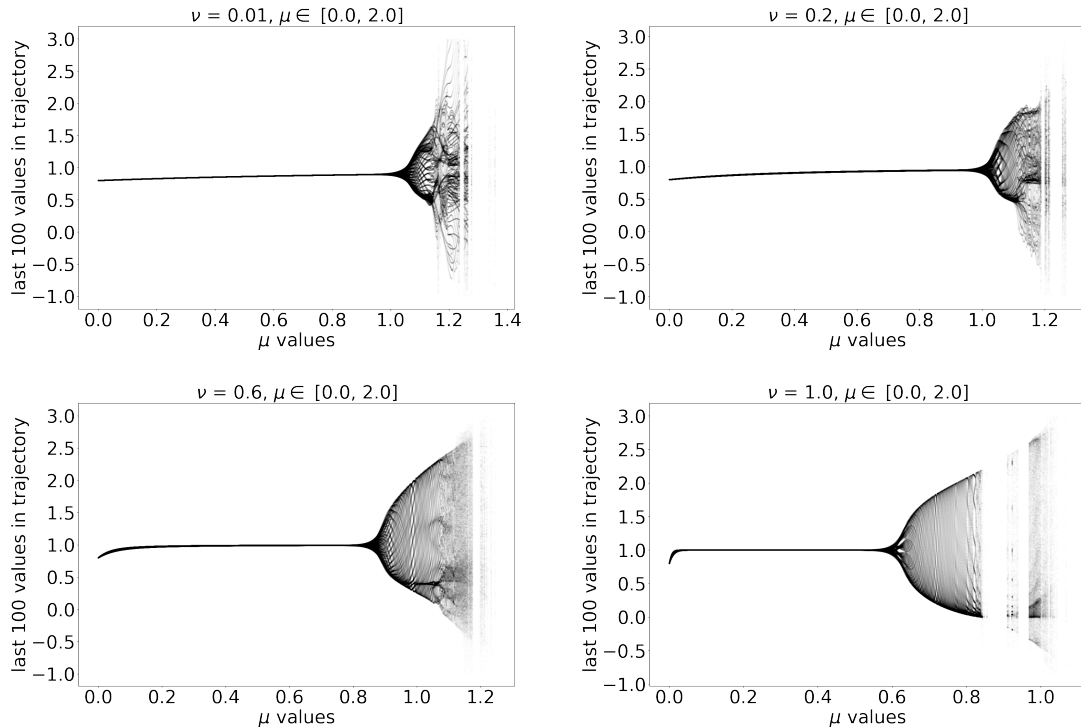 ν = 0.01, μ ∈ [0.0, 2.0]
last 100 values in trajectory
3.0
2.5
2.0
1.5
1.0
0.5
0.0
−0.5
−1.0
0.0 0.2 0.4 0.6 0.8 1.0 1.2 1.4
μ values
ν = 0.2, μ ∈ [0.0, 2.0]
last 100 values in trajectory
3.0
2.5
2.0
1.5
1.0
0.5
0.0
−0.5
−1.0
0.0 0.2 0.4 0.6 0.8 1.0 1.2
μ values
ν = 0.6, μ ∈ [0.0, 2.0]
last 100 values in trajectory
3.0
2.5
2.0
1.5
1.0
0.5
0.0
−0.5
−1.0
0.0 0.2 0.4 0.6 0.8 1.0 1.2
μ values
ν = 1.0, μ ∈ [0.0, 2.0]
last 100 values in trajectory
3.0
2.5
2.0
1.5
1.0
0.5
0.0
−0.5
−1.0
0.0 0.2 0.4 0.6 0.8 1.0
μ values